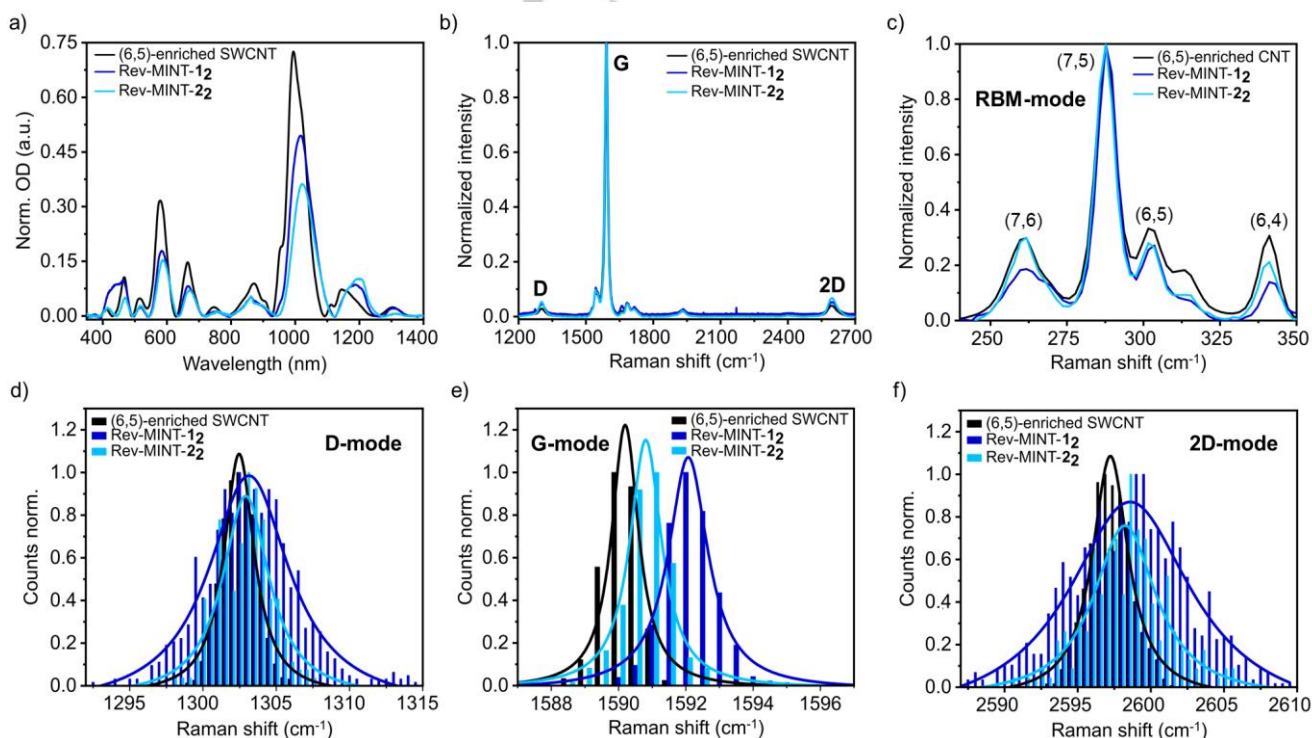 a)
(6,5)-enriched SWCNT
Rev-MINT-1₂
Rev-MINT-2₂
Norm. OD (a.u.)
0.75
0.60
0.45
0.30
0.15
0.00
400 600 800 1000 1200 1400
Wavelength (nm)
b)
(6,5)-enriched SWCNT
Rev-MINT-1₂
Rev-MINT-2₂
G
D
2D
Normalized intensity
1.0
0.8
0.6
0.4
0.2
0.0
1200 1500 1800 2100 2400 2700
Raman shift (cm⁻¹)
c)
(6,5)-enriched CNT
Rev-MINT-1₂
Rev-MINT-2₂
RBM-mode
(7,5)
(7,6)
(6,5)
(6,4)
Normalized intensity
1.0
0.8
0.6
0.4
0.2
0.0
250 275 300 325 350
Raman shift (cm⁻¹)
d)
(6,5)-enriched SWCNT
Rev-MINT-1₂
Rev-MINT-2₂
D-mode
Counts norm.
1.2
1.0
0.8
0.6
0.4
0.2
0.0
1295 1300 1305 1310 1315
Raman shift (cm⁻¹)
e)
(6,5)-enriched SWCNT
Rev-MINT-1₂
Rev-MINT-2₂
G-mode
Counts norm.
1.2
1.0
0.8
0.6
0.4
0.2
0.0
1588 1590 1592 1594 1596
Raman shift (cm⁻¹)
f)
(6,5)-enriched SWCNT
Rev-MINT-1₂
Rev-MINT-2₂
2D-mode
Counts norm.
1.2
1.0
0.8
0.6
0.4
0.2
0.0
2590 2595 2600 2605 2610
Raman shift (cm⁻¹)